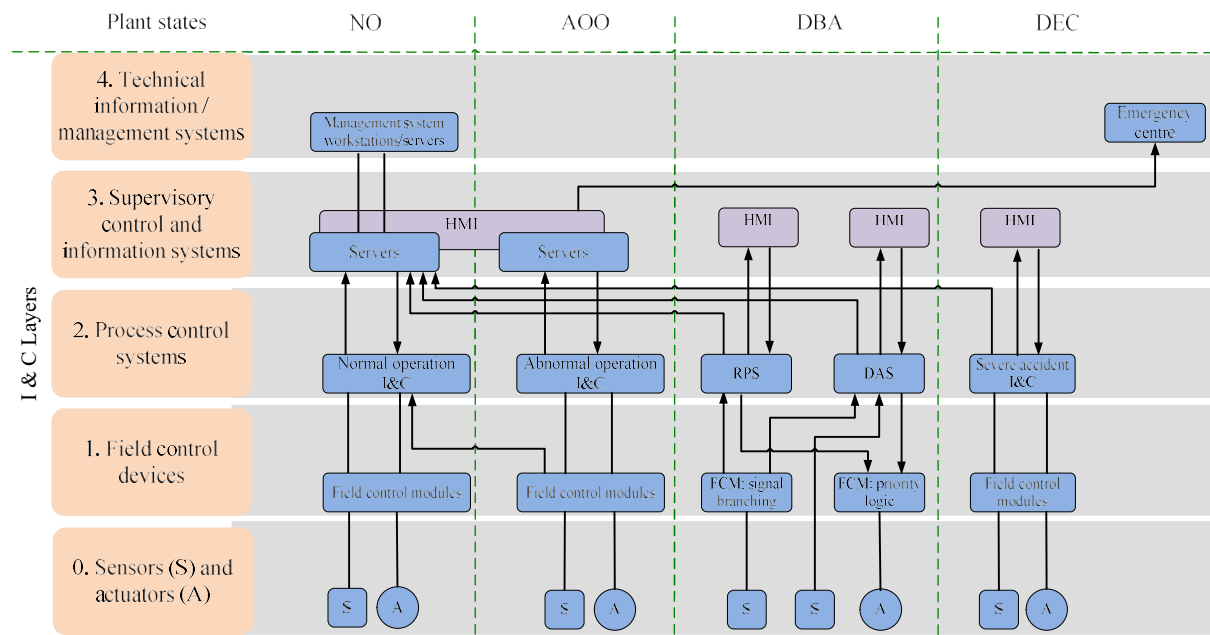 Plant states
NO
AOO
DBA
DEC
I & C Layers
4. Technical
information /
management systems
Management system
workstations/servers
Emergency
centre
3. Supervisory
control and
information systems
HMI
Servers
Servers
HMI
HMI
HMI
2. Process control
systems
Normal operation
I&C
Abnormal operation
I&C
RPS
DAS
Severe accident
I&C
1. Field control
devices
Field control modules
Field control modules
FCM: signal
branching
FCM: priority
logic
Field control
modules
0. Sensors (S) and
actuators (A)
S
A
S
A
S
S
A
S
A